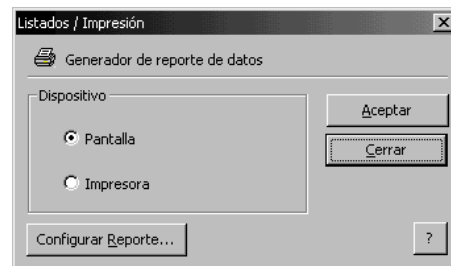 Listados / Impresión
Generador de reporte de datos
Dispositivo
Pantalla
Impresora
Aceptar
Cerrar
Configurar Reporte...
?